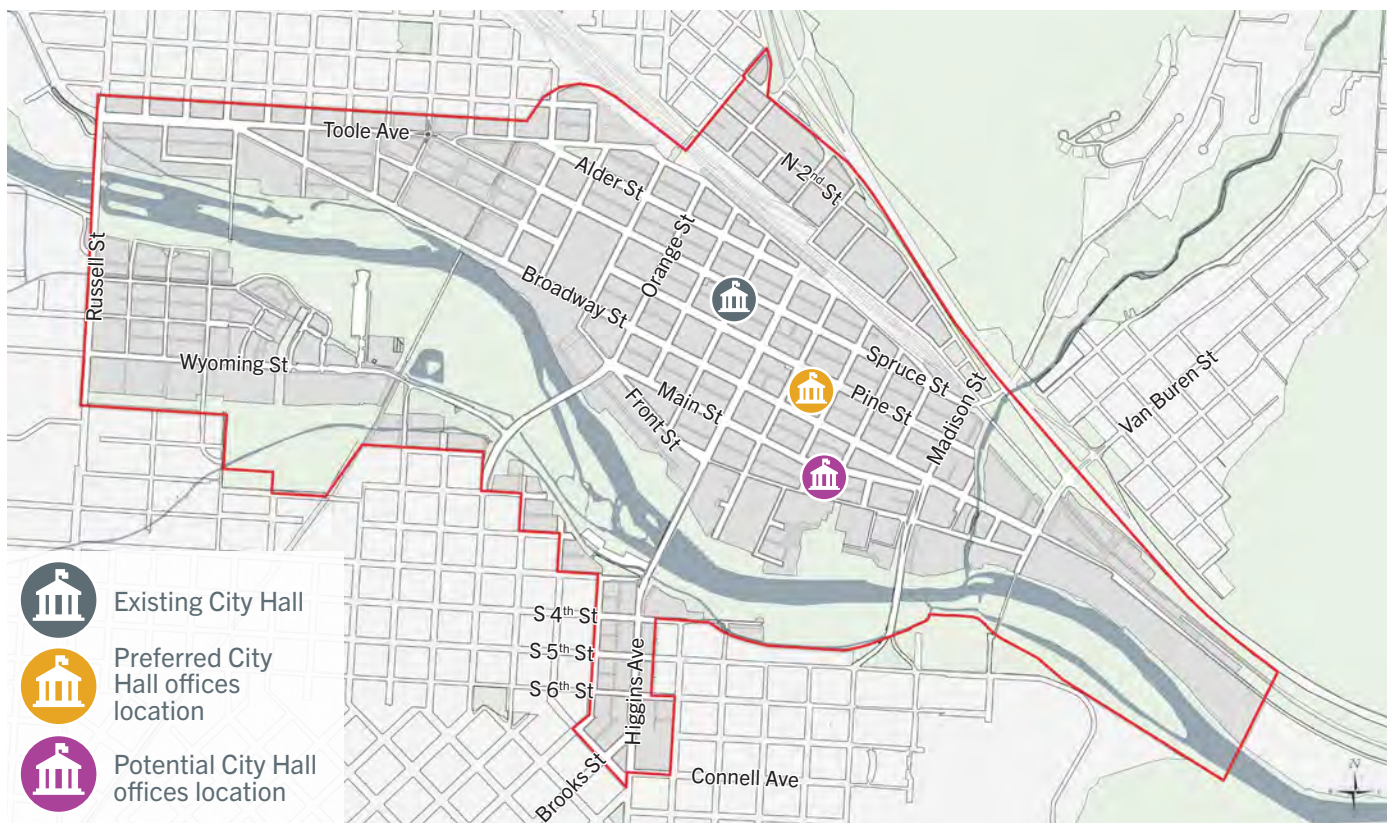 Toole Ave
Alder St
N 2nd St
Orange St
Russell St
Broadway St
Wyoming St
Spruce St
Pine St
Main St
Front St
Madison St
Van Buren St
Existing City Hall
Preferred City
Hall offices
location
Potential City Hall
offices location
S 4th St
S 5th St
S 6th St
Higgins Ave
Brooks St
Connell Ave
N